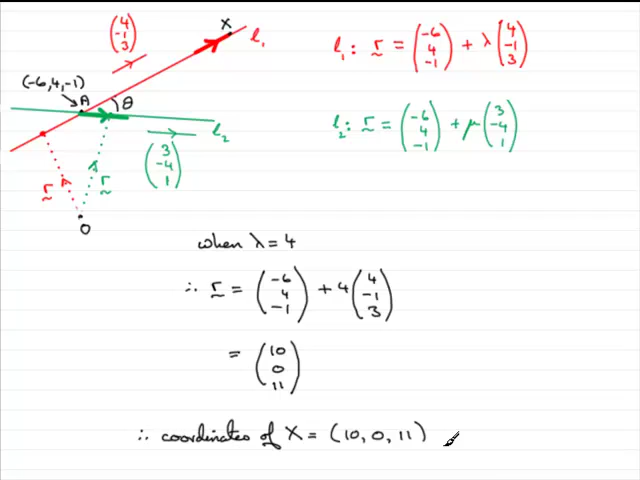 X
(4 -1 3)
l₁
l₁: r = (-6 4 -1) + λ (4 -1 3)
(-6,4,-1)
A
θ
l₂
l₂: r = (-6 4 -1) + μ (3 -4 1)
(3 -4 1)
r
r
O
when λ = 4
∴ r = (-6 4 -1) + 4 (4 -1 3)
= (10 0 11)
∴ coordinates of X = (10, 0, 11)